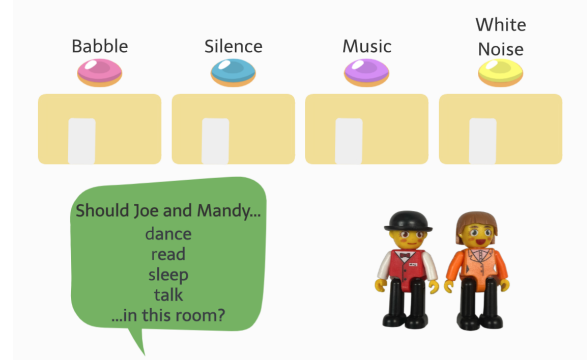 Babble
Silence
Music
White
Noise
Should Joe and Mandy...
dance
read
sleep
talk
...in this room?